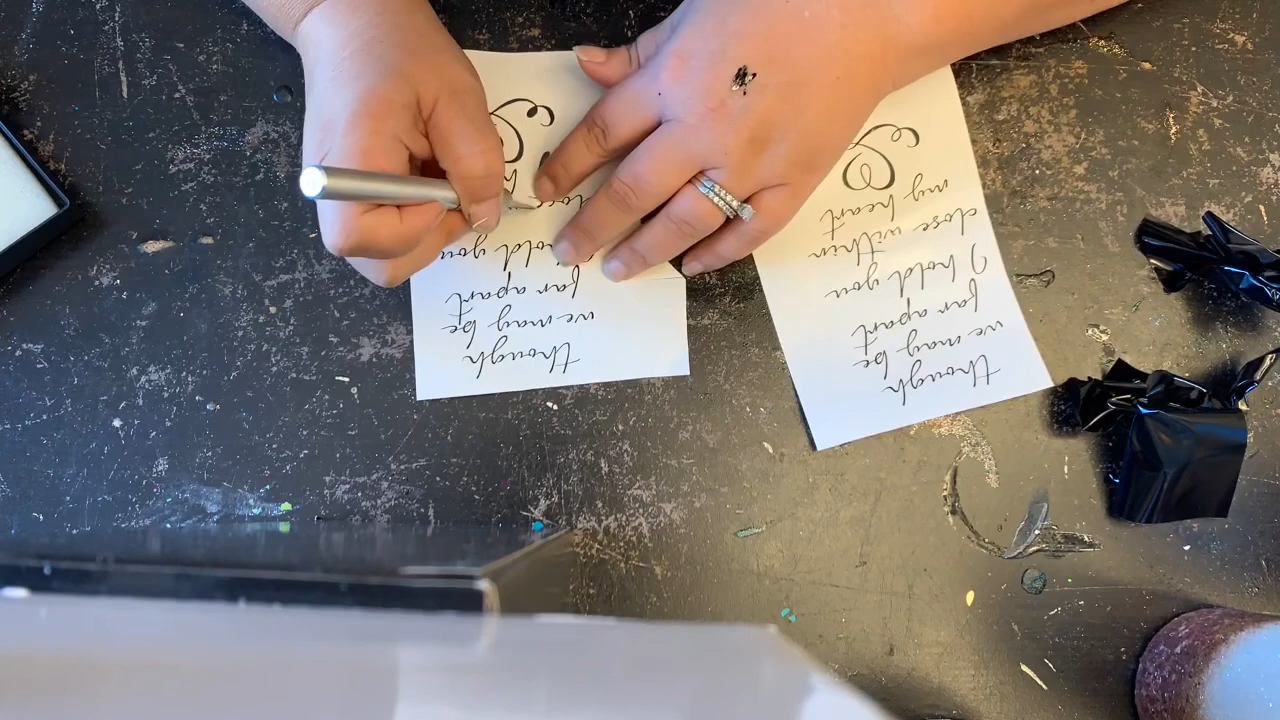 though
we may be
far apart
I hold you
close within
my heart
though
we may be
far apart
you